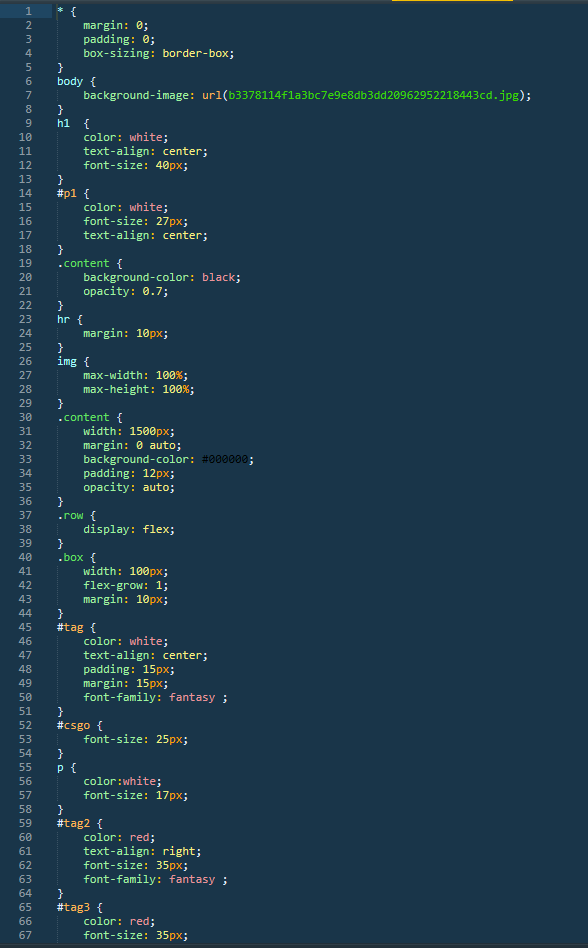 1 * {
2 margin: 0;
3 padding: 0;
4 box-sizing: border-box;
5 }
6 body {
7 background-image: url(b3378114f1a3bc7e9e8db3dd20962952218443cd.jpg);
8 }
9 h1  {
10 color: white;
11 text-align: center;
12 font-size: 40px;
13 }
14 #p1 {
15 color: white;
16 font-size: 27px;
17 text-align: center;
18 }
19 .content {
20 background-color: black;
21 opacity: 0.7;
22 }
23 hr {
24 margin: 10px;
25 }
26 img {
27 max-width: 100%;
28 max-height: 100%;
29 }
30 .content {
31 width: 1500px;
32 margin: 0 auto;
33 background-color: #000000;
34 padding: 12px;
35 opacity: auto;
36 }
37 .row {
38 display: flex;
39 }
40 .box {
41 width: 100px;
42 flex-grow: 1;
43 margin: 10px;
44 }
45 #tag {
46 color: white;
47 text-align: center;
48 padding: 15px;
49 margin: 15px;
50 font-family: fantasy ;
51 }
52 #csgo {
53 font-size: 25px;
54 }
55 p {
56 color:white;
57 font-size: 17px;
58 }
59 #tag2 {
60 color: red;
61 text-align: right;
62 font-size: 35px;
63 font-family: fantasy ;
64 }
65 #tag3 {
66 color: red;
67 font-size: 35px;